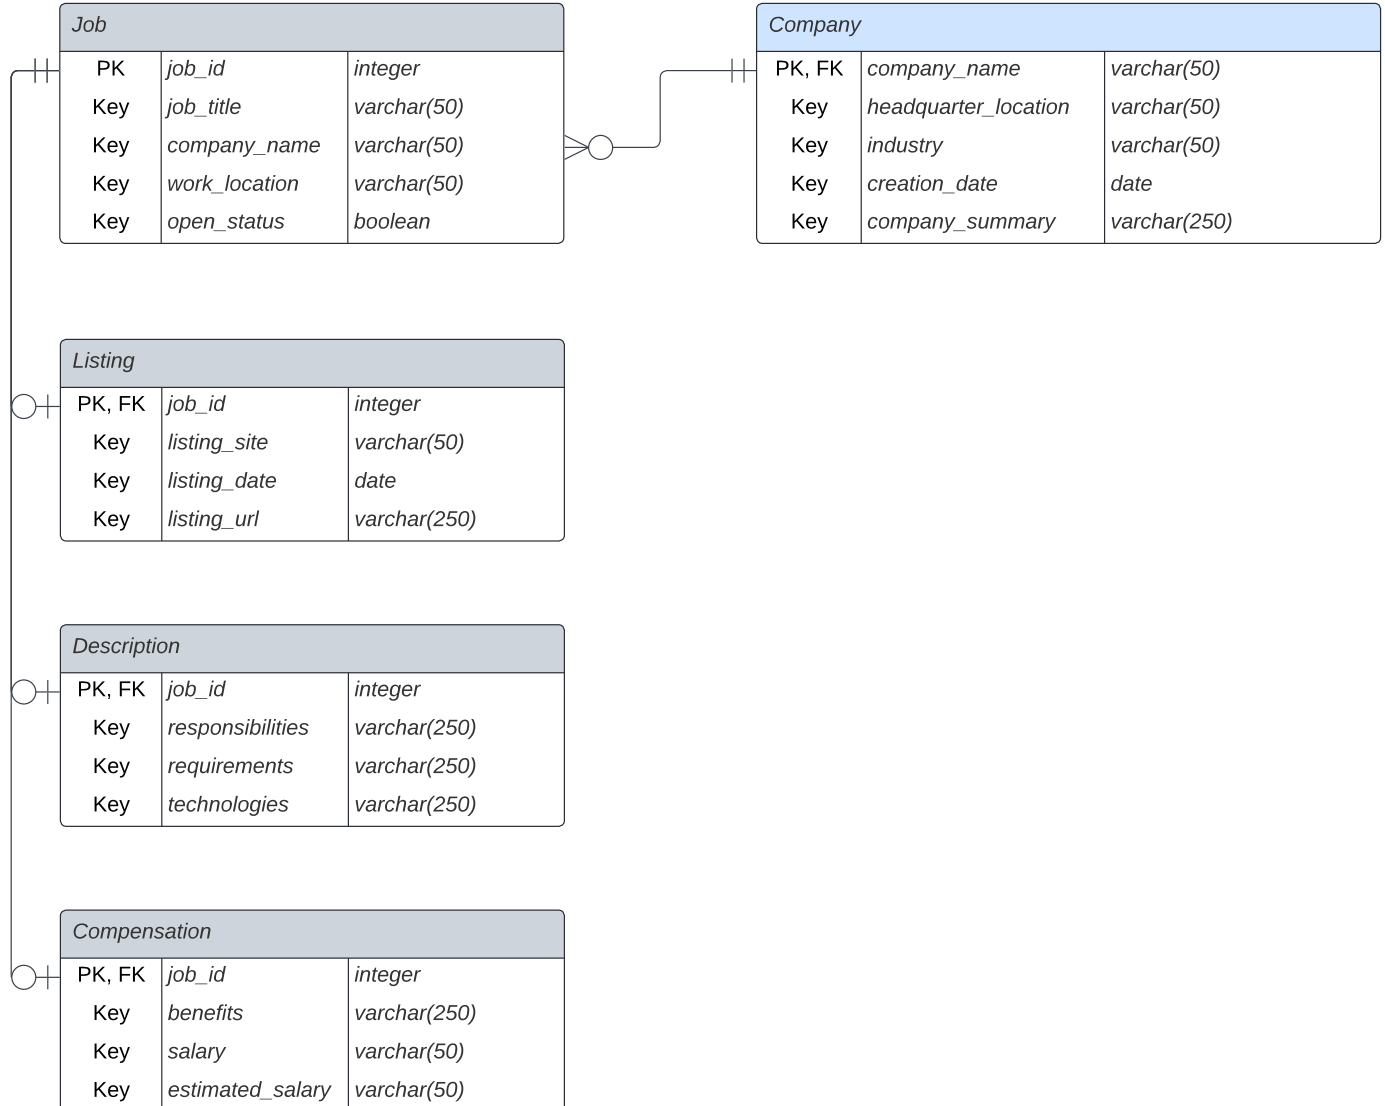 Job
PK job_id integer
Key job_title varchar(50)
Key company_name varchar(50)
Key work_location varchar(50)
Key open_status boolean
Company
PK, FK company_name varchar(50)
Key headquarter_location varchar(50)
Key industry varchar(50)
Key creation_date date
Key company_summary varchar(250)
Listing
PK, FK job_id integer
Key listing_site varchar(50)
Key listing_date date
Key listing_url varchar(250)
Description
PK, FK job_id integer
Key responsibilities varchar(250)
Key requirements varchar(250)
Key technologies varchar(250)
Compensation
PK, FK job_id integer
Key benefits varchar(250)
Key salary varchar(50)
Key estimated_salary varchar(50)